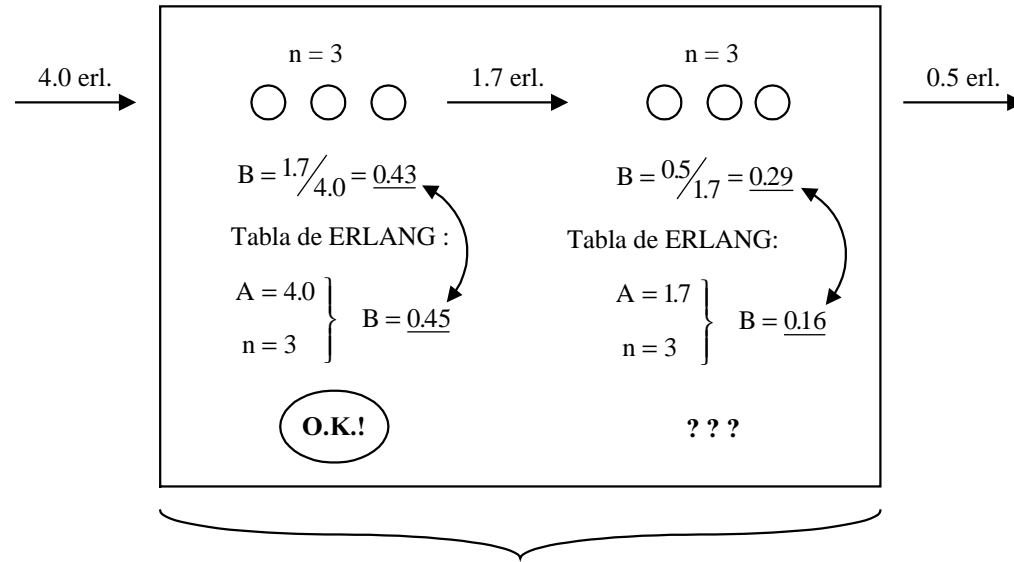 n = 3
n = 3
4.0 erl.
1.7 erl.
0.5 erl.
B = 1.7/4.0 = 0.43
B = 0.5/1.7 = 0.29
Tabla de ERLANG :
Tabla de ERLANG:
A = 4.0
n = 3
B = 0.45
A = 1.7
n = 3
B = 0.16
O.K.!
? ? ?